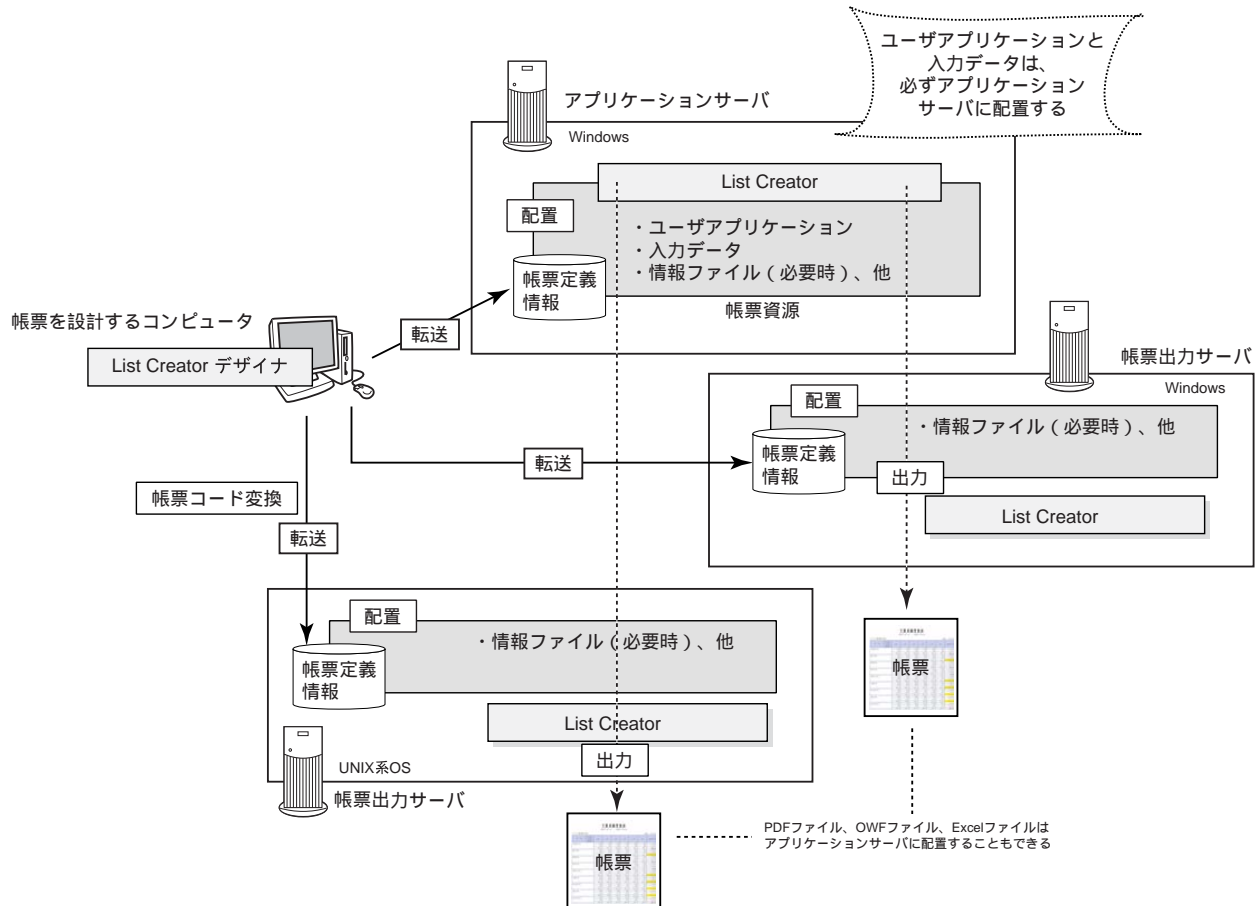 ユーザアプリケーションと
入力データは、
必ずアプリケーション
サーバに配置する
アプリケーションサーバ
Windows
List Creator
配置
・ユーザアプリケーション
・入力データ
・情報ファイル（必要時）、他
帳票定義
情報
帳票資源
転送
帳票を設計するコンピュータ
List Creator デザイナ
帳票出力サーバ
Windows
配置
・情報ファイル（必要時）、他
帳票定義
情報
転送
出力
List Creator
帳票コード変換
転送
配置
・情報ファイル（必要時）、他
帳票定義
情報
List Creator
出力
UNIX系OS
帳票出力サーバ
帳票
帳票
PDFファイル、OWFファイル、Excelファイルは
アプリケーションサーバに配置することもできる